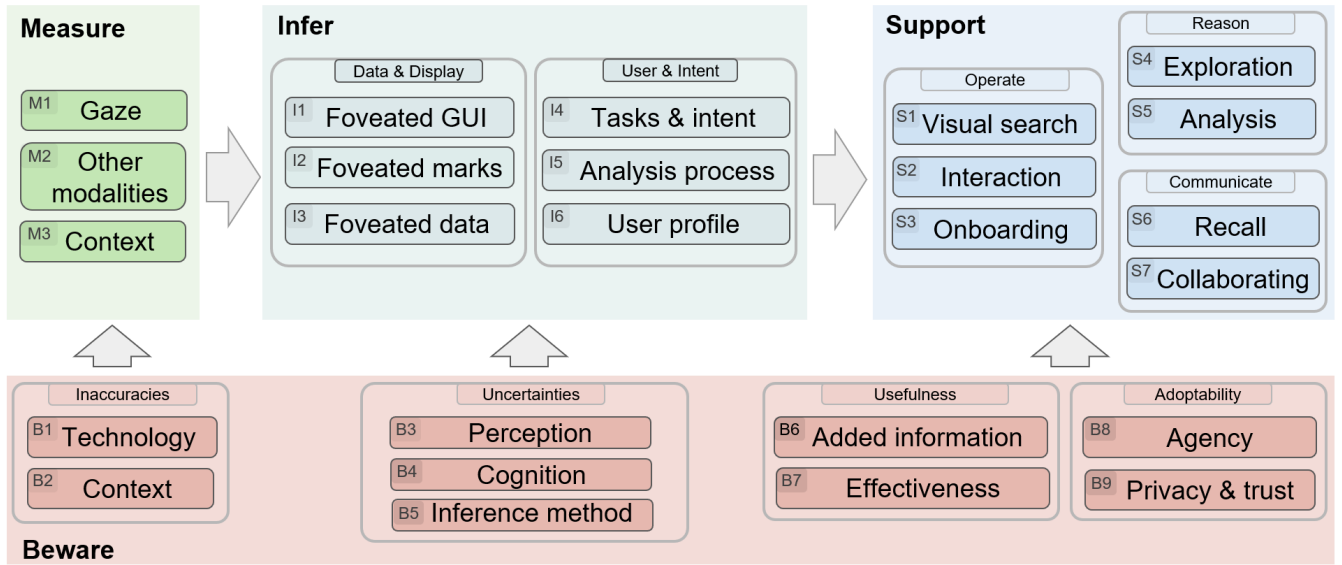 Measure
M1 Gaze
M2 Other
modalities
M3 Context
Infer
Data & Display
I1 Foveated GUI
I2 Foveated marks
I3 Foveated data
User & Intent
I4 Tasks & intent
I5 Analysis process
I6 User profile
Support
Operate
S1 Visual search
S2 Interaction
S3 Onboarding
Reason
S4 Exploration
S5 Analysis
Communicate
S6 Recall
S7 Collaborating
Inaccuracies
B1 Technology
B2 Context
Uncertainties
B3 Perception
B4 Cognition
B5 Inference method
Usefulness
B6 Added information
B7 Effectiveness
Adoptability
B8 Agency
B9 Privacy & trust
Beware